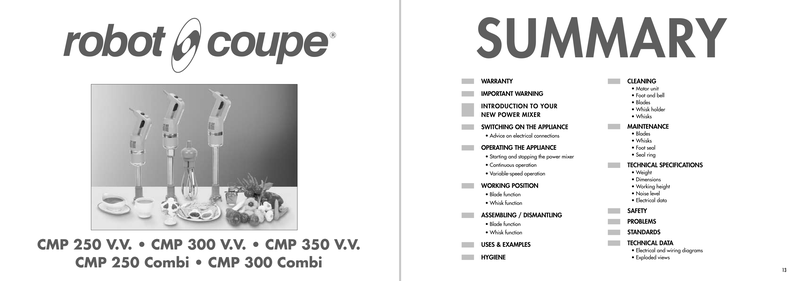 robot coupe®
CMP 250 V.V. • CMP 300 V.V. • CMP 350 V.V.
CMP 250 Combi • CMP 300 Combi
SUMMARY
WARRANTY
IMPORTANT WARNING
INTRODUCTION TO YOUR
NEW POWER MIXER
SWITCHING ON THE APPLIANCE
• Advice on electrical connections
OPERATING THE APPLIANCE
• Starting and stopping the power mixer
• Continuous operation
• Variable-speed operation
WORKING POSITION
• Blade function
• Whisk function
ASSEMBLING / DISMANTLING
• Blade function
• Whisk function
USES & EXAMPLES
HYGIENE
CLEANING
• Motor unit
• Foot and bell
• Blades
• Whisk holder
• Whisks
MAINTENANCE
• Blades
• Whisks
• Foot seal
• Seal ring
TECHNICAL SPECIFICATIONS
• Weight
• Dimensions
• Working height
• Noise level
• Electrical data
SAFETY
PROBLEMS
STANDARDS
TECHNICAL DATA
• Electrical and wiring diagrams
• Exploded views
13